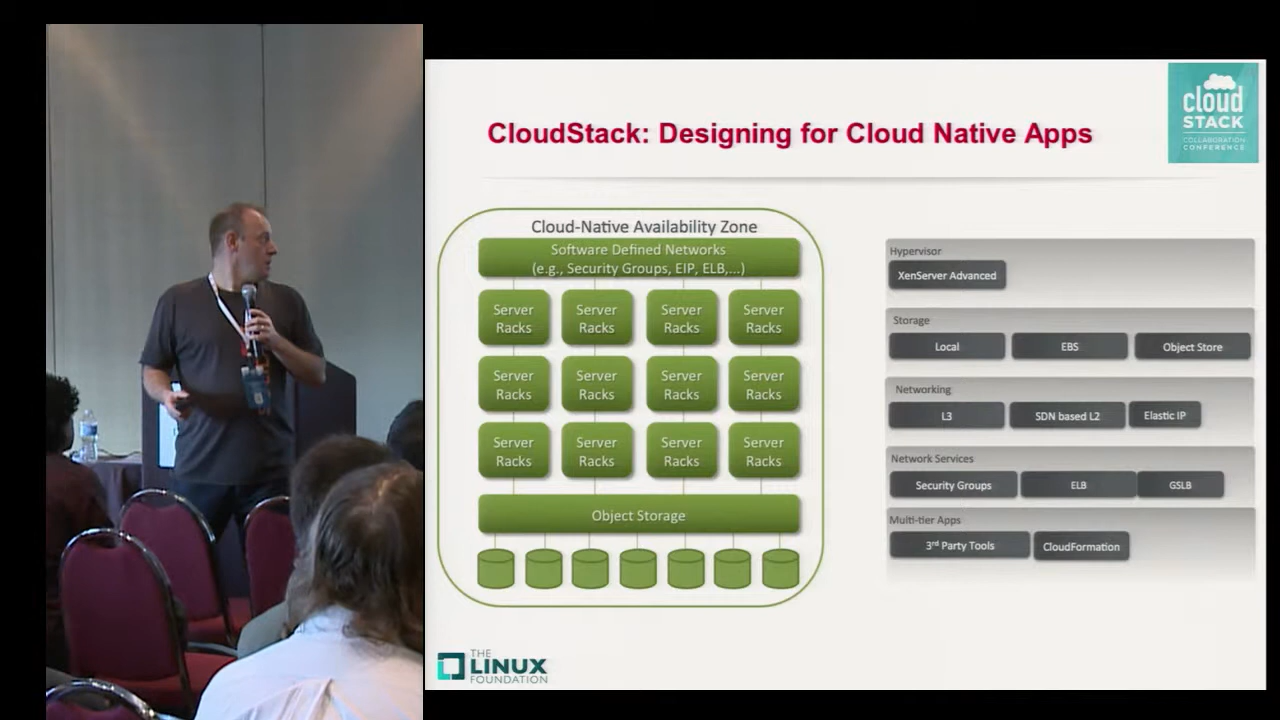 cloud
STACK
COLLABORATION
CONFERENCE
CloudStack: Designing for Cloud Native Apps
Cloud-Native Availability Zone
Software Defined Networks
(e.g., Security Groups, EIP, ELB,...)
Server Racks
Server Racks
Server Racks
Server Racks
Server Racks
Server Racks
Server Racks
Server Racks
Server Racks
Server Racks
Server Racks
Server Racks
Object Storage
Hypervisor
XenServer Advanced
Storage
Local
EBS
Object Store
Networking
L3
SDN based L2
Elastic IP
Network Services
Security Groups
ELB
GSLB
Multi-tier Apps
3rd Party Tools
CloudFormation
THE
LINUX
FOUNDATION